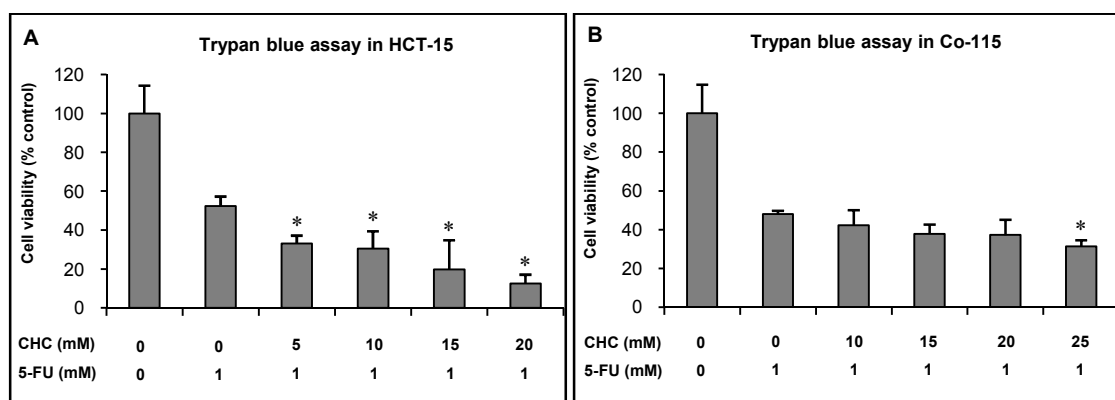 A
Trypan blue assay in HCT-15
Cell viability (% control)
120
100
80
60
40
20
0
*
*
*
*
CHC (mM) 0 0 5 10 15 20
5-FU (mM) 0 1 1 1 1 1
B
Trypan blue assay in Co-115
Cell viability (% control)
120
100
80
60
40
20
0
*
CHC (mM) 0 0 10 15 20 25
5-FU (mM) 0 1 1 1 1 1